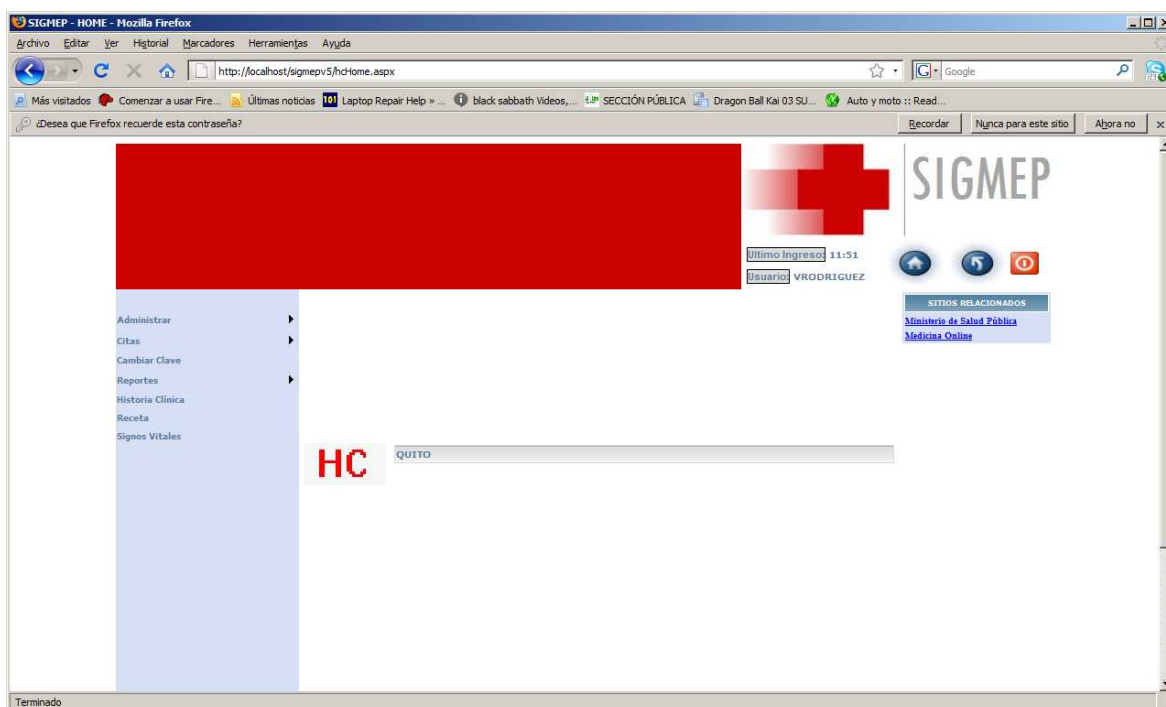 SIGMEP - HOME - Mozilla Firefox
Archivo Editar Ver Historial Marcadores Herramientas Ayuda
http://localhost/sigmepv5/hcHome.aspx
G Google
Más visitados Comenzar a usar Fire... Últimas noticias 101 Laptop Repair Help » ... black sabbath Videos,... SECCIÓN PÚBLICA Dragon Ball Kai 03 SU... Auto y moto :: Read...
¿Desea que Firefox recuerde esta contraseña? Recordar Nunca para este sitio Ahora no
SIGMEP
Ultimo Ingreso: 11:51
Usuario: VRODRIGUEZ
SITIOS RELACIONADOS
Ministerio de Salud Pública
Medicina Online
Administrar
Citas
Cambiar Clave
Reportes
Historia Clínica
Receta
Signos Vitales
HC QUITO
Terminado